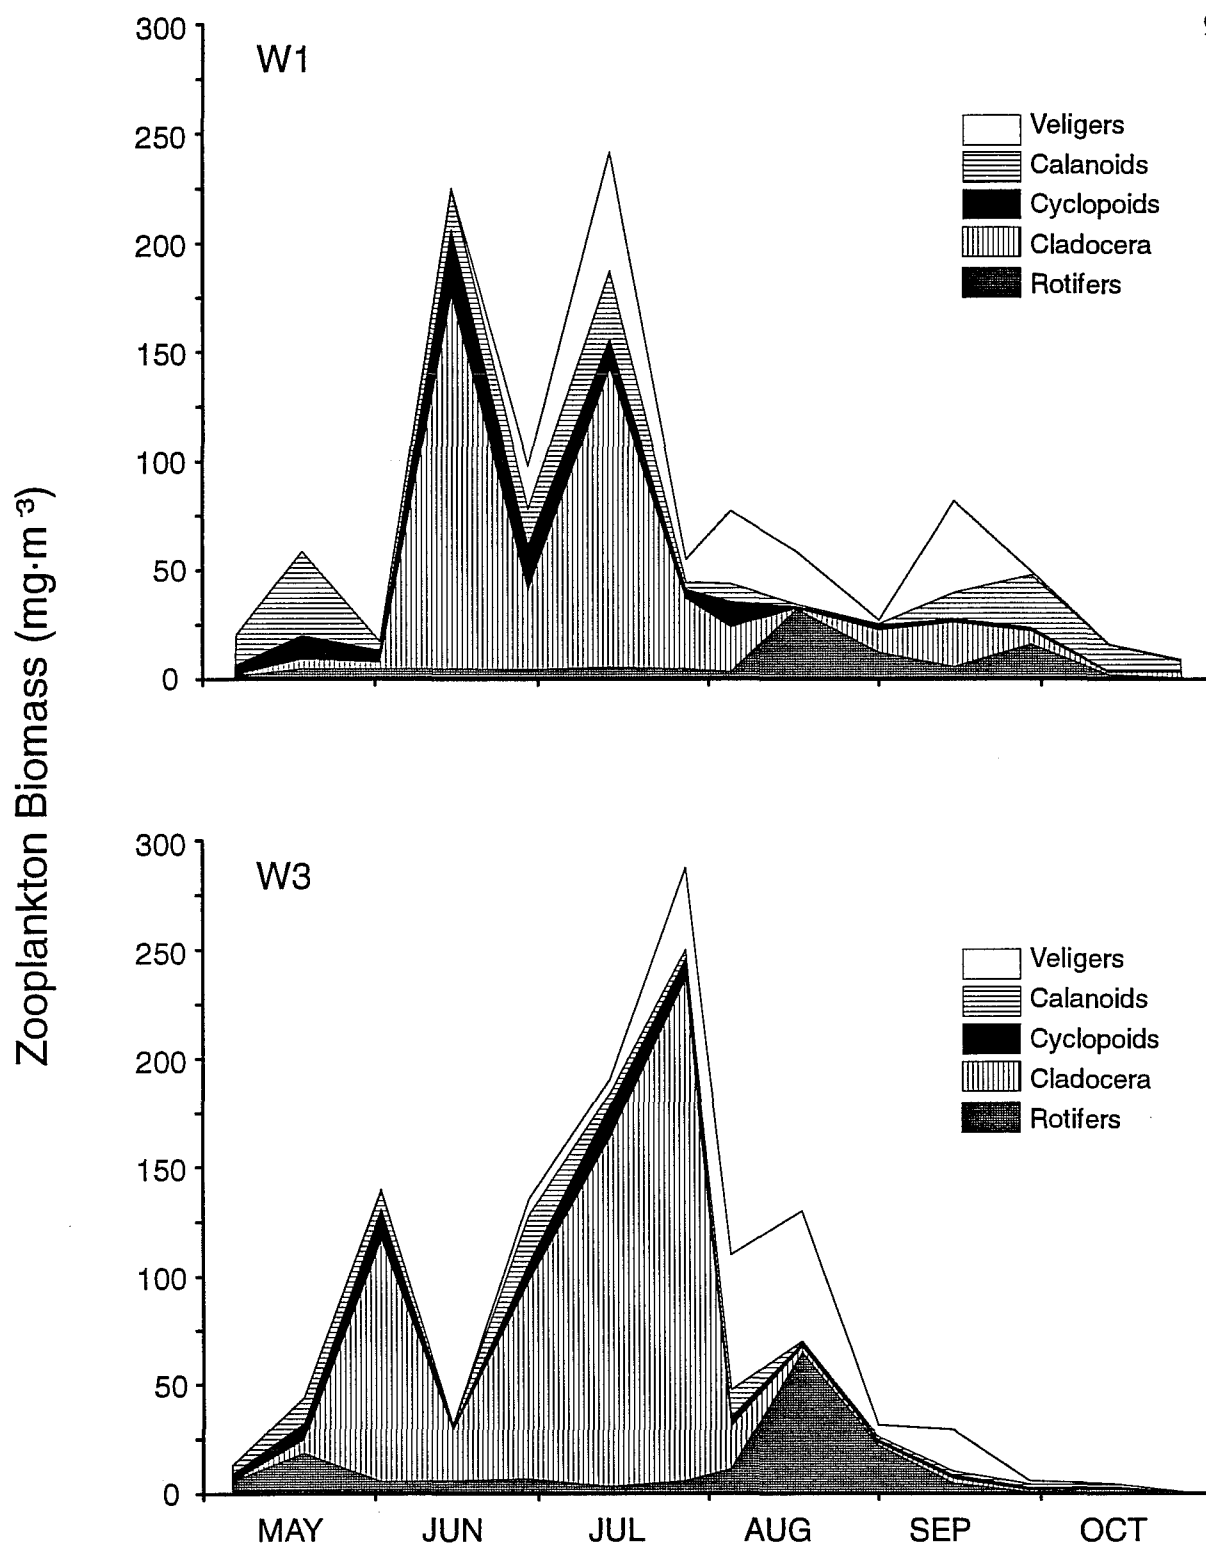 Zooplankton Biomass (mg·m⁻³)
W1
300
250
200
150
100
50
0
Veligers
Calanoids
Cyclopoids
Cladocera
Rotifers
W3
300
250
200
150
100
50
0
Veligers
Calanoids
Cyclopoids
Cladocera
Rotifers
MAY JUN JUL AUG SEP OCT